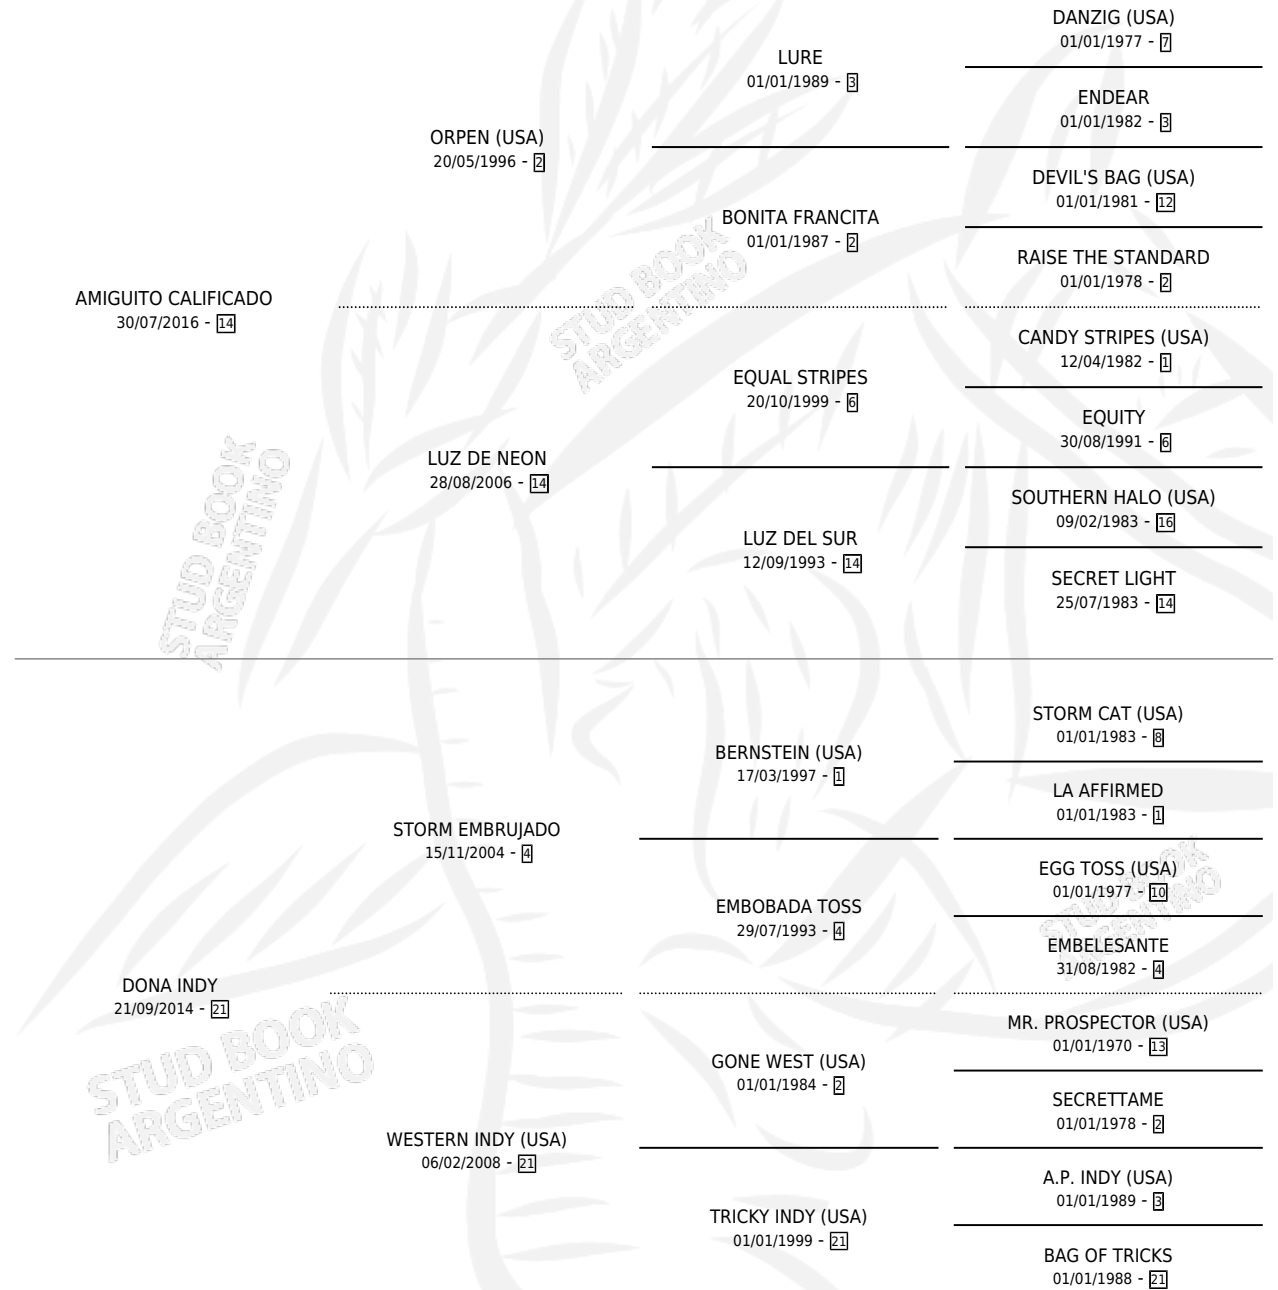 DANZIG (USA)
01/01/1977 - 7
LURE
01/01/1989 - 3
ENDEAR
01/01/1982 - 3
ORPEN (USA)
20/05/1996 - 2
DEVIL'S BAG (USA)
01/01/1981 - 12
BONITA FRANCITA
01/01/1987 - 2
RAISE THE STANDARD
01/01/1978 - 2
AMIGUITO CALIFICADO
30/07/2016 - 14
STUD BOOK
ARGENTINO
CANDY STRIPES (USA)
12/04/1982 - 1
EQUAL STRIPES
20/10/1999 - 6
EQUITY
30/08/1991 - 6
LUZ DE NEON
28/08/2006 - 14
SOUTHERN HALO (USA)
09/02/1983 - 16
LUZ DEL SUR
12/09/1993 - 14
SECRET LIGHT
25/07/1983 - 14
STUD BOOK
ARGENTINO
STORM CAT (USA)
01/01/1983 - 8
BERNSTEIN (USA)
17/03/1997 - 1
LA AFFIRMED
01/01/1983 - 1
STORM EMBRUJADO
15/11/2004 - 4
EGG TOSS (USA)
01/01/1977 - 10
EMBOBADA TOSS
29/07/1993 - 4
STUD BOOK
ARGENTINO
EMBELESANTE
31/08/1982 - 4
DONA INDY
21/09/2014 - 21
MR. PROSPECTOR (USA)
01/01/1970 - 13
GONE WEST (USA)
01/01/1984 - 2
STUD BOOK
ARGENTINO
SECRETTAME
01/01/1978 - 2
WESTERN INDY (USA)
06/02/2008 - 21
A.P. INDY (USA)
01/01/1989 - 3
TRICKY INDY (USA)
01/01/1999 - 21
BAG OF TRICKS
01/01/1988 - 21